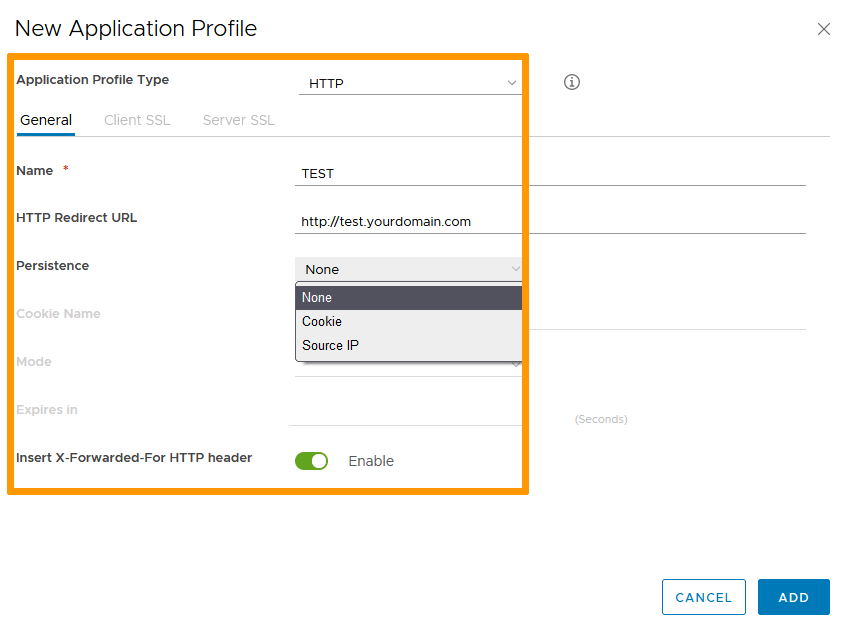 New Application Profile
Application Profile Type HTTP
General Client SSL Server SSL
Name * TEST
HTTP Redirect URL http://test.yourdomain.com
Persistence None
None
Cookie Name
Cookie
Source IP
Mode
Expires in (Seconds)
Insert X-Forwarded-For HTTP header Enable
CANCEL ADD